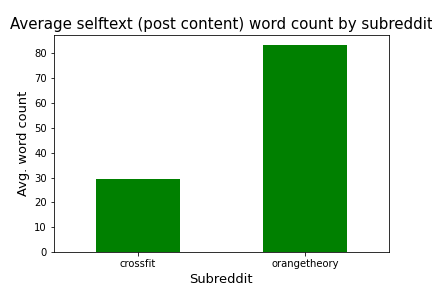 Average selftext (post content) word count by subreddit
Avg. word count
80
70
60
50
40
30
20
10
0
crossfit orangetheory
Subreddit